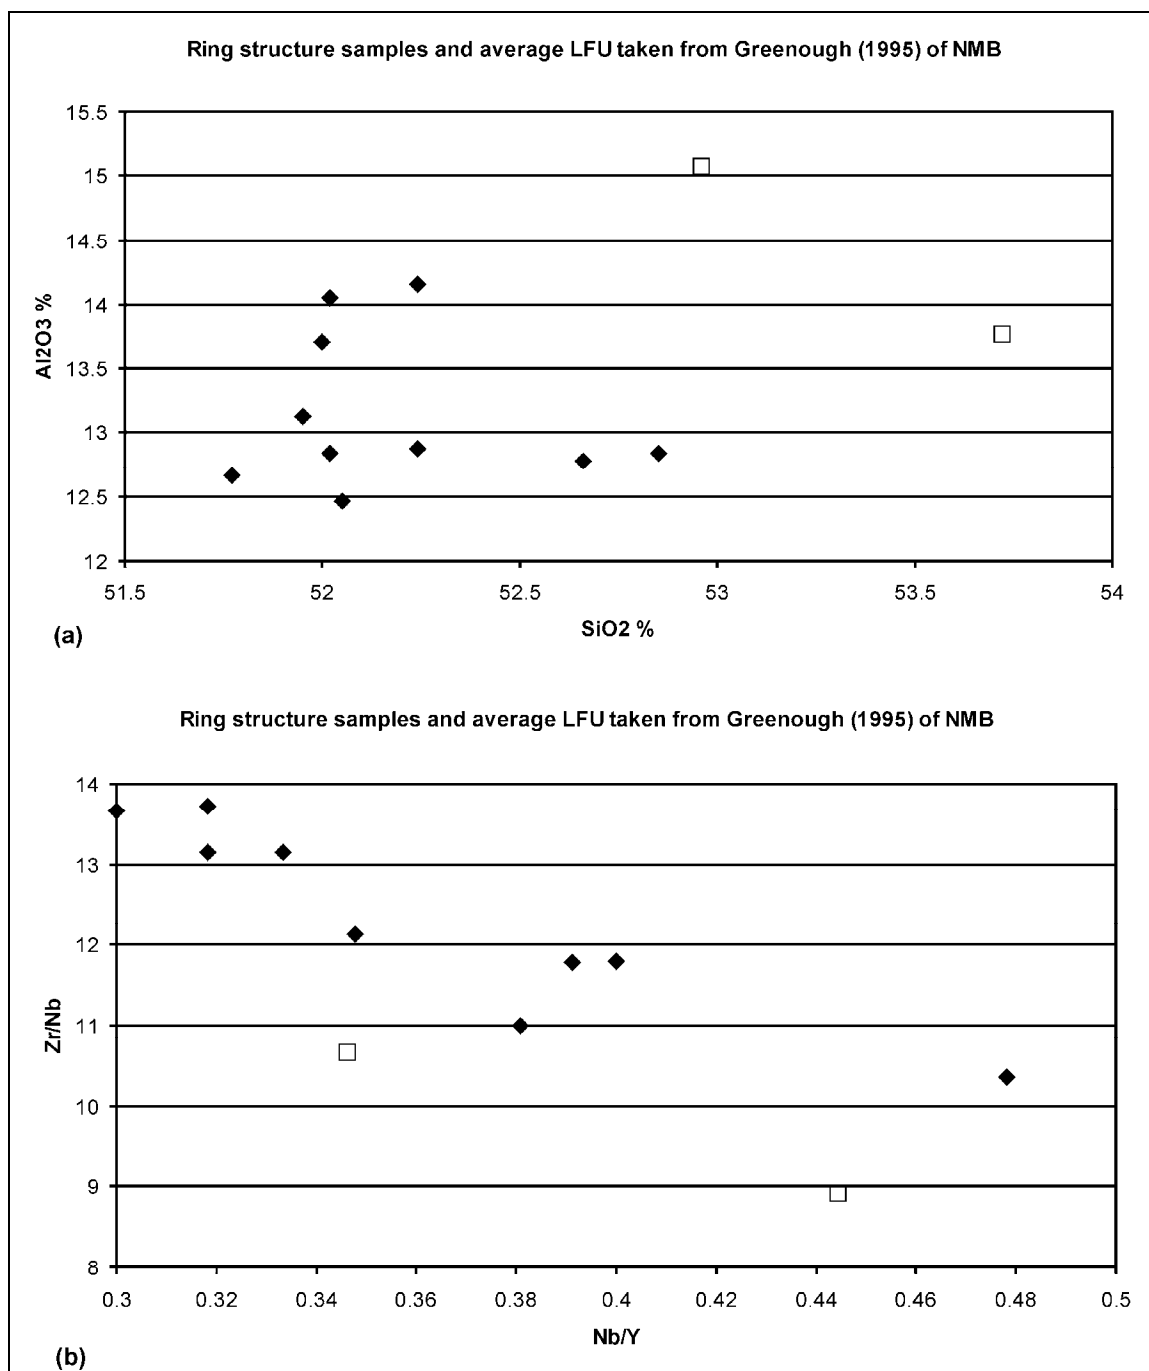 Ring structure samples and average LFU taken from Greenough (1995) of NMB
15.5
15
14.5
14
13.5
13
12.5
12
Al2O3 %
51.5 52 52.5 53 53.5 54
SiO2 %
(a)
Ring structure samples and average LFU taken from Greenough (1995) of NMB
14
13
12
11
10
9
8
Zr/Nb
0.3 0.32 0.34 0.36 0.38 0.4 0.42 0.44 0.46 0.48 0.5
Nb/Y
(b)